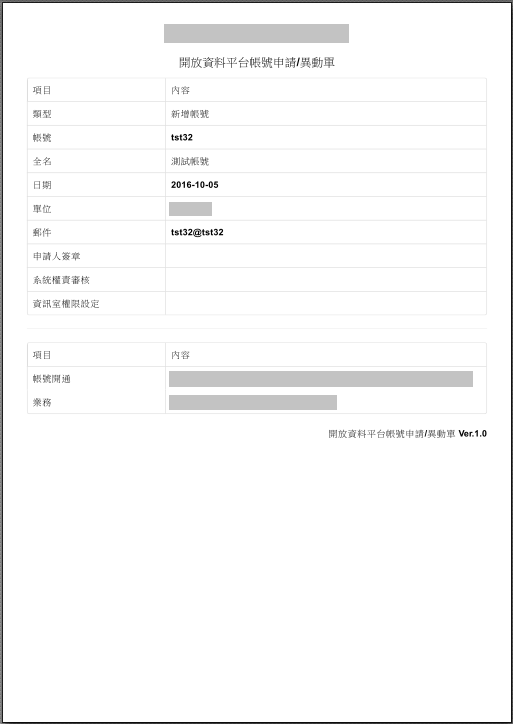 開放資料平台帳號申請/異動單
項目 內容
類型 新增帳號
帳號 tst32
全名 測試帳號
日期 2016-10-05
單位
郵件 tst32@tst32
申請人簽章
系統權責審核
資訊室權限設定
項目 內容
帳號開通
業務
開放資料平台帳號申請/異動單 Ver.1.0